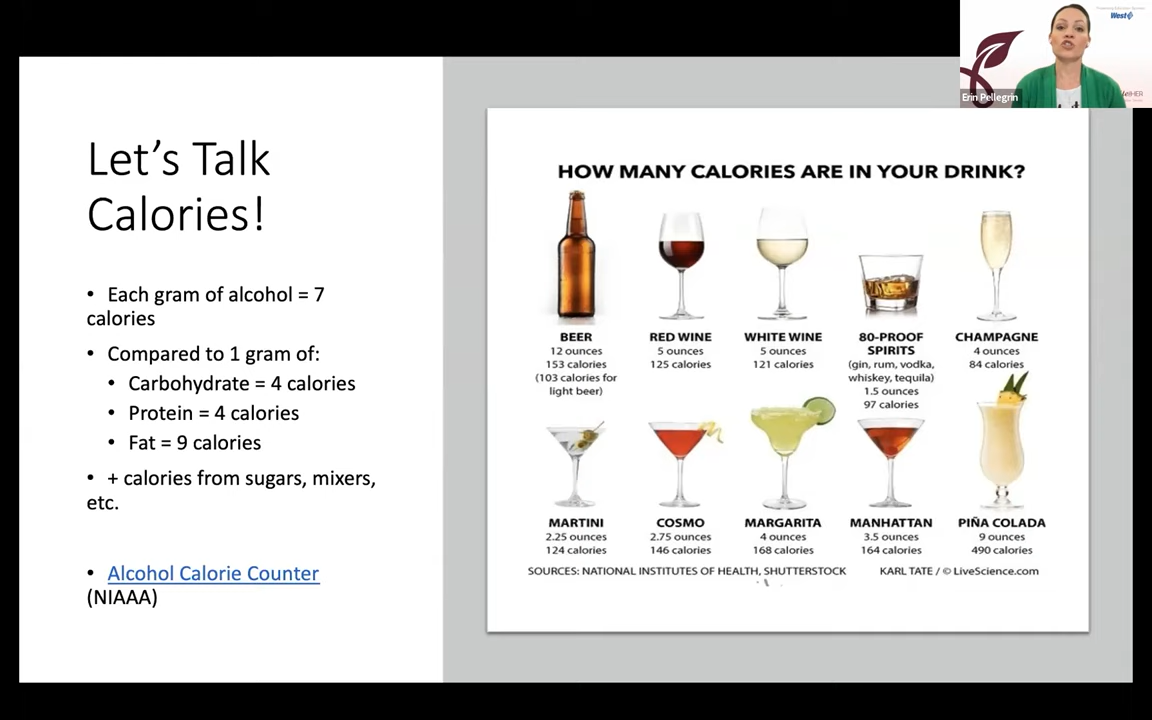 West
Erin Pellegrin
HER
Let's Talk
Calories!
• Each gram of alcohol = 7
calories
• Compared to 1 gram of:
• Carbohydrate = 4 calories
• Protein = 4 calories
• Fat = 9 calories
• + calories from sugars, mixers,
etc.
• Alcohol Calorie Counter
(NIAAA)
HOW MANY CALORIES ARE IN YOUR DRINK?
BEER
12 ounces
153 calories
(103 calories for
light beer)
RED WINE
5 ounces
125 calories
WHITE WINE
5 ounces
121 calories
80-PROOF
SPIRITS
(gin, rum, vodka,
whiskey, tequila)
1.5 ounces
97 calories
CHAMPAGNE
4 ounces
84 calories
MARTINI
2.25 ounces
124 calories
COSMO
2.75 ounces
146 calories
MARGARITA
4 ounces
168 calories
MANHATTAN
3.5 ounces
164 calories
PIÑA COLADA
9 ounces
490 calories
SOURCES: NATIONAL INSTITUTES OF HEALTH, SHUTTERSTOCK
KARL TATE / © LiveScience.com